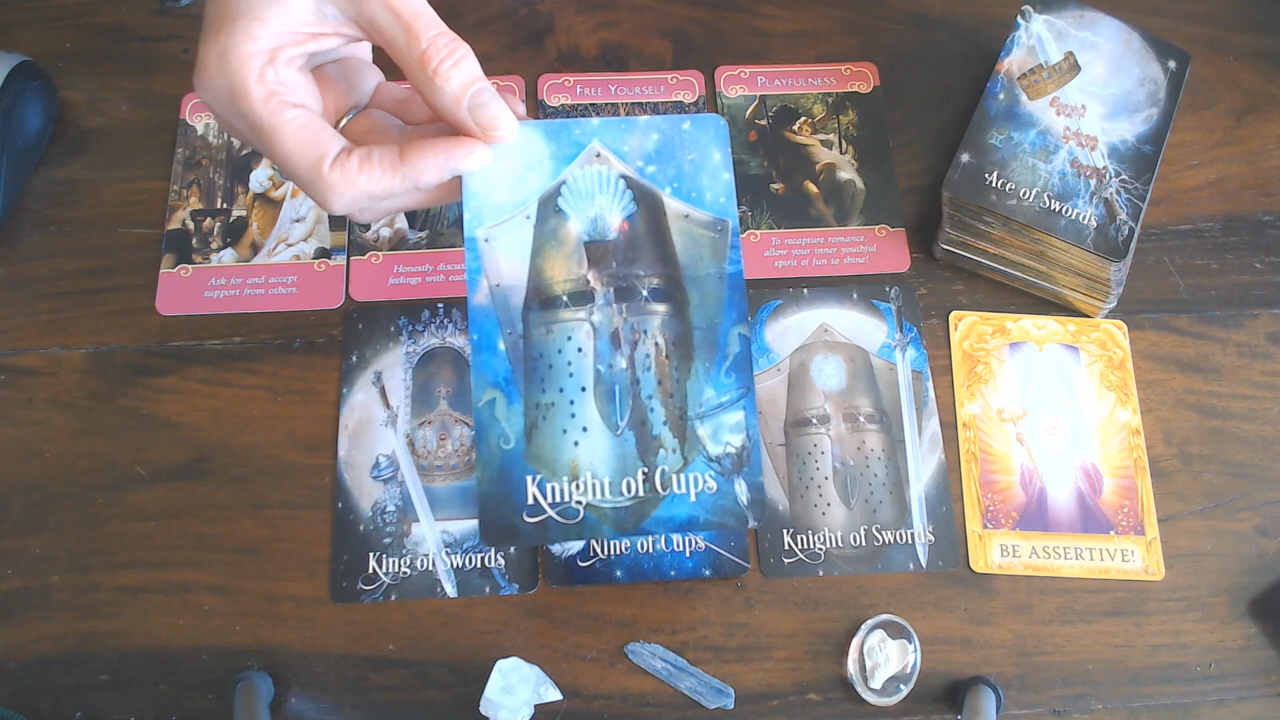 FREE YOURSELF
PLAYFULNESS
Ask for and accept
support from others.
Honestly discuss
feelings with each
To recapture romance,
allow your inner youthful
spirit of fun to shine!
Ace of Swords
Knight of Cups
King of Swords
Nine of Cups
Knight of Swords
BE ASSERTIVE!